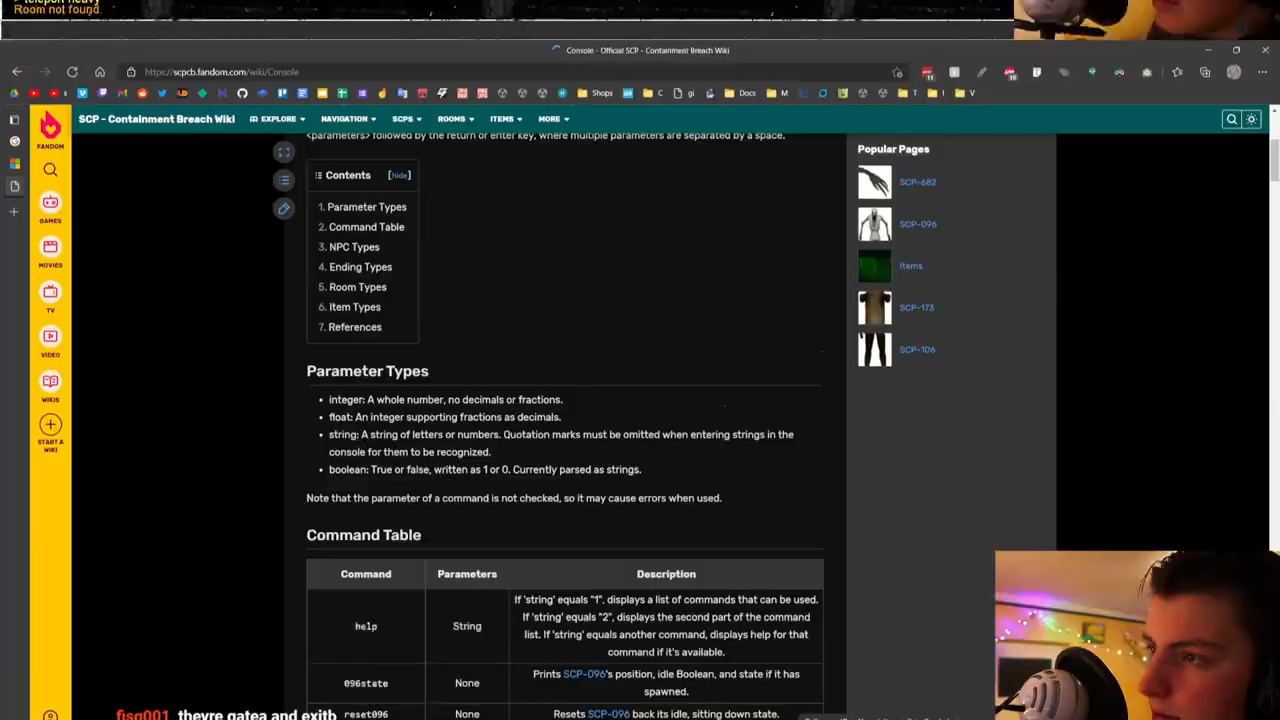 teleport heavy
Room not found.
Console - Official SCP - Containment Breach Wiki
https://scpcb.fandom.com/wiki/Console
Shops
Docs
SCP - Containment Breach Wiki
EXPLORE
NAVIGATION
SCPS
ROOMS
ITEMS
MORE
FANDOM
GAMES
MOVIES
TV
VIDEO
WIKIS
START A
WIKI
<parameters> followed by the return or enter key, where multiple parameters are separated by a space.
Contents [hide]
1. Parameter Types
2. Command Table
3. NPC Types
4. Ending Types
5. Room Types
6. Item Types
7. References
Popular Pages
SCP-682
SCP-096
Items
SCP-173
SCP-106
Parameter Types
• integer: A whole number, no decimals or fractions.
• float: An integer supporting fractions as decimals.
• string: A string of letters or numbers. Quotation marks must be omitted when entering strings in the
console for them to be recognized.
• boolean: True or false, written as 1 or 0. Currently parsed as strings.
Note that the parameter of a command is not checked, so it may cause errors when used.
Command Table
Command Parameters Description
help String If 'string' equals "1", displays a list of commands that can be used.
If 'string' equals "2", displays the second part of the command
list. If 'string' equals another command, displays help for that
command if it's available.
096state None Prints SCP-096's position, idle Boolean, and state if it has
spawned.
reset096 None Resets SCP-096 back its idle, sitting down state.
fisg001 theyre gatea and exitb